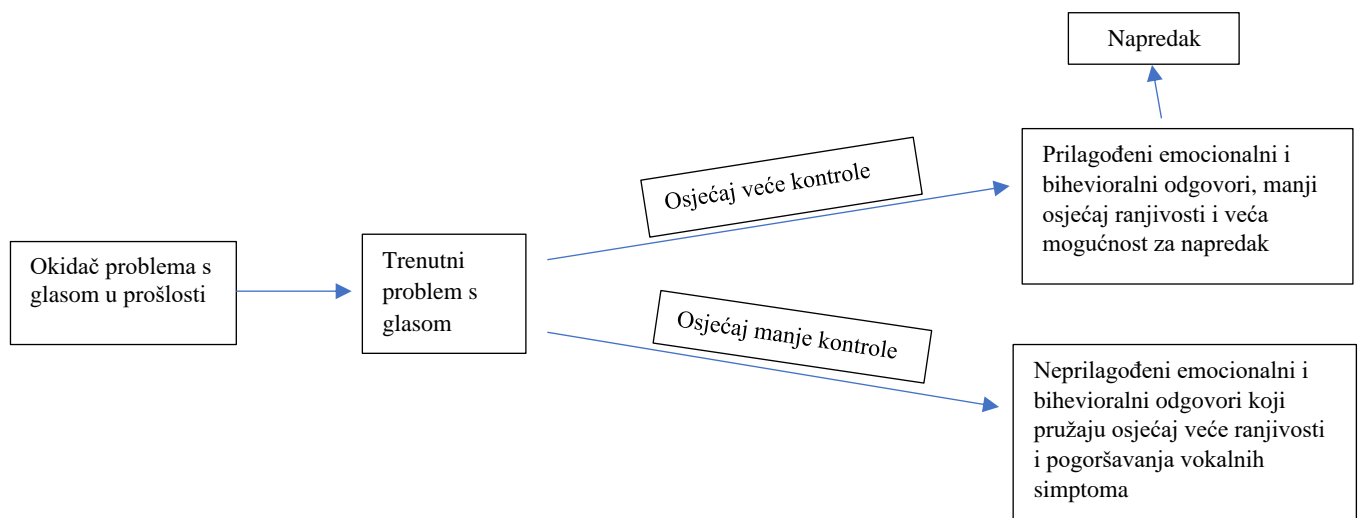 Napredak
Prilagođeni emocionalni i
bihevioralni odgovori, manji
osjećaj ranjivosti i veća
mogućnost za napredak
Osjećaj veće kontrole
Okidač problema s
glasom u prošlosti
Trenutni
problem s
glasom
Osjećaj manje kontrole
Neprilagođeni emocionalni i
bihevioralni odgovori koji
pružaju osjećaj veće ranjivosti
i pogoršavanja vokalnih
simptoma